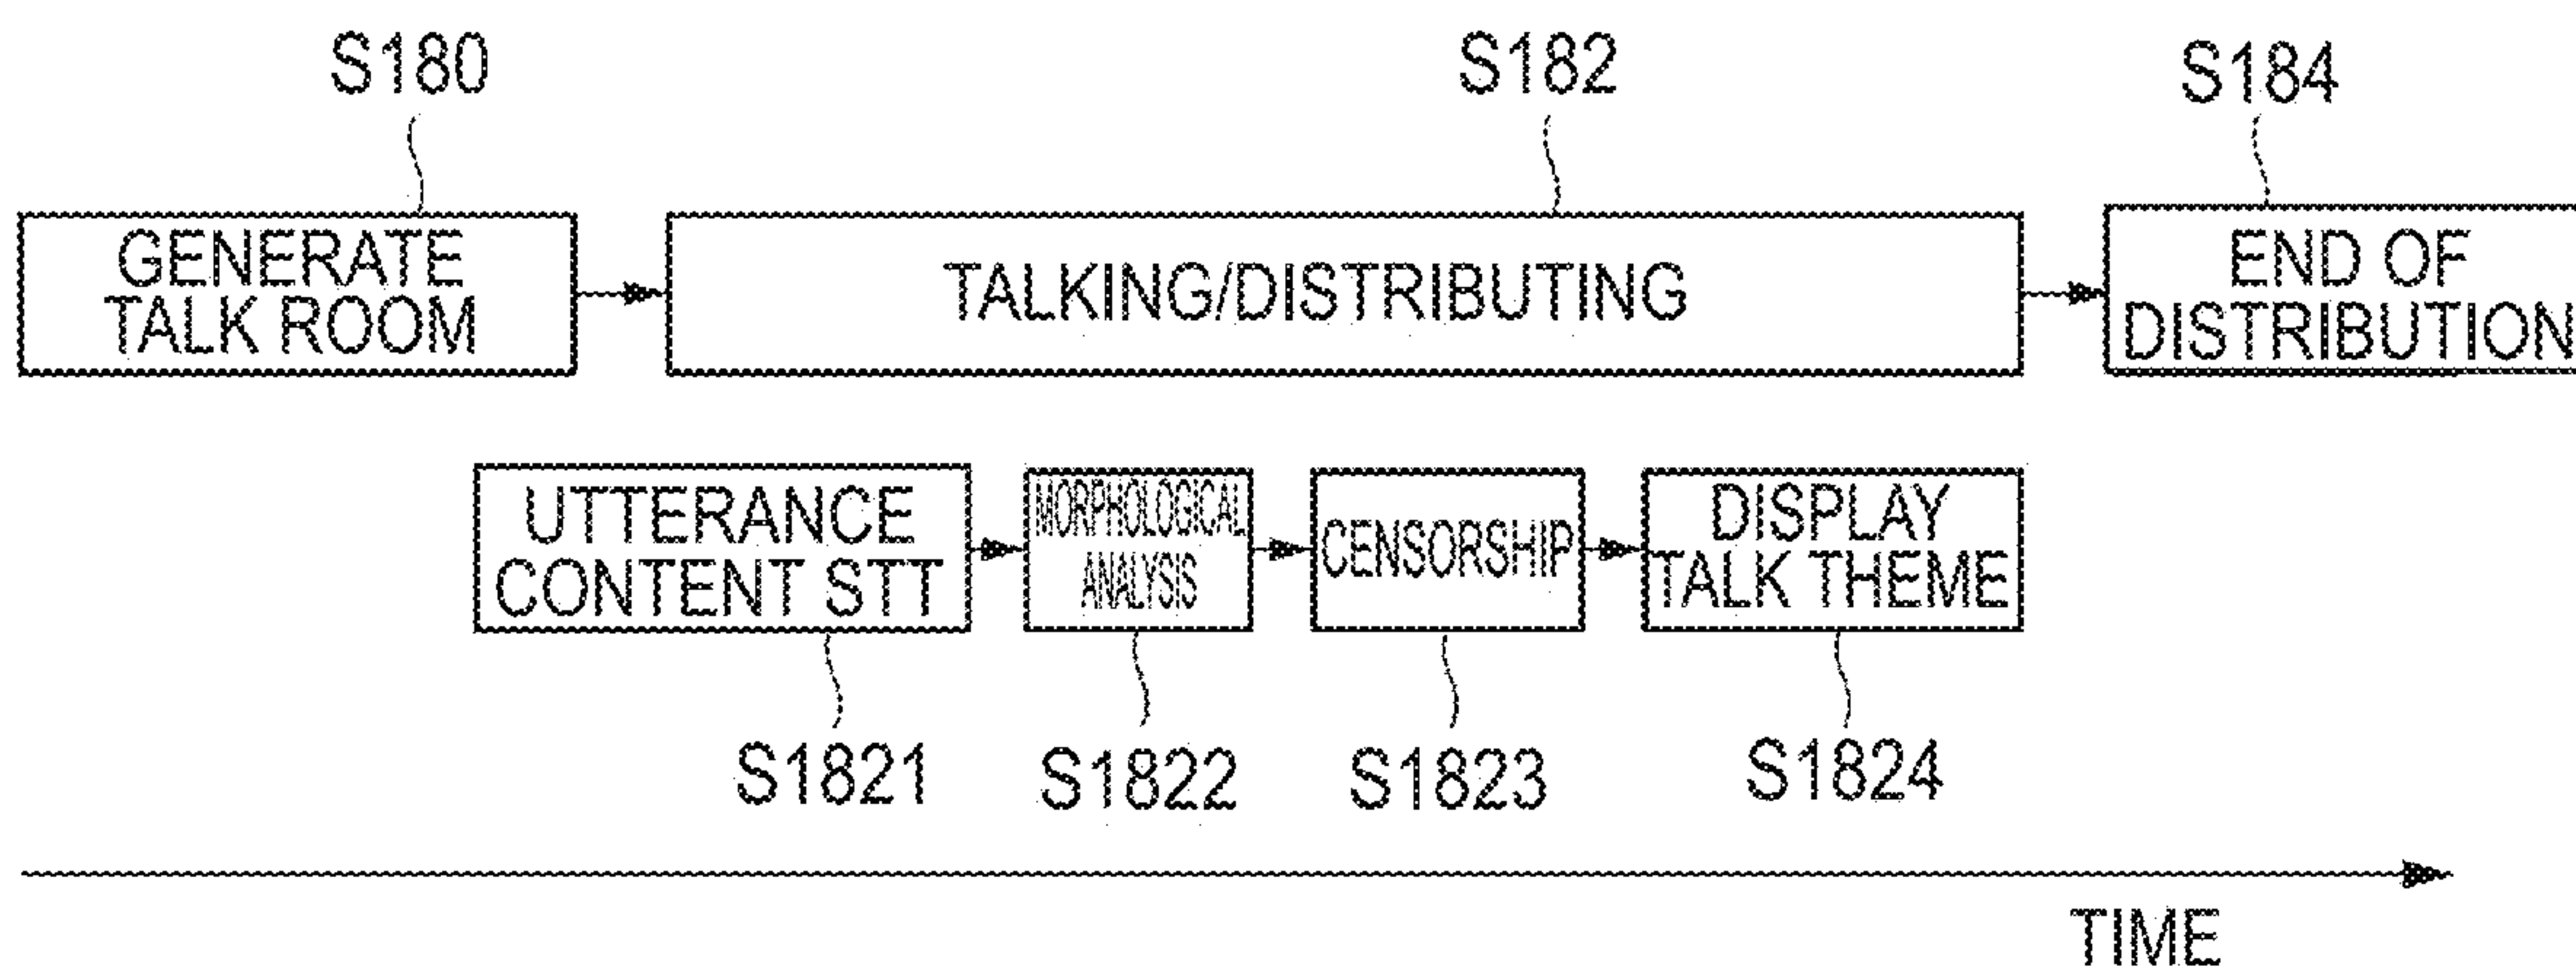 S180
S182
S184
GENERATE
TALK ROOM
TALKING/DISTRIBUTING
END OF
DISTRIBUTION
UTTERANCE
CONTENT STT
MORPHOLOGICAL
ANALYSIS
CENSORSHIP
DISPLAY
TALK THEME
S1821
S1822
S1823
S1824
TIME